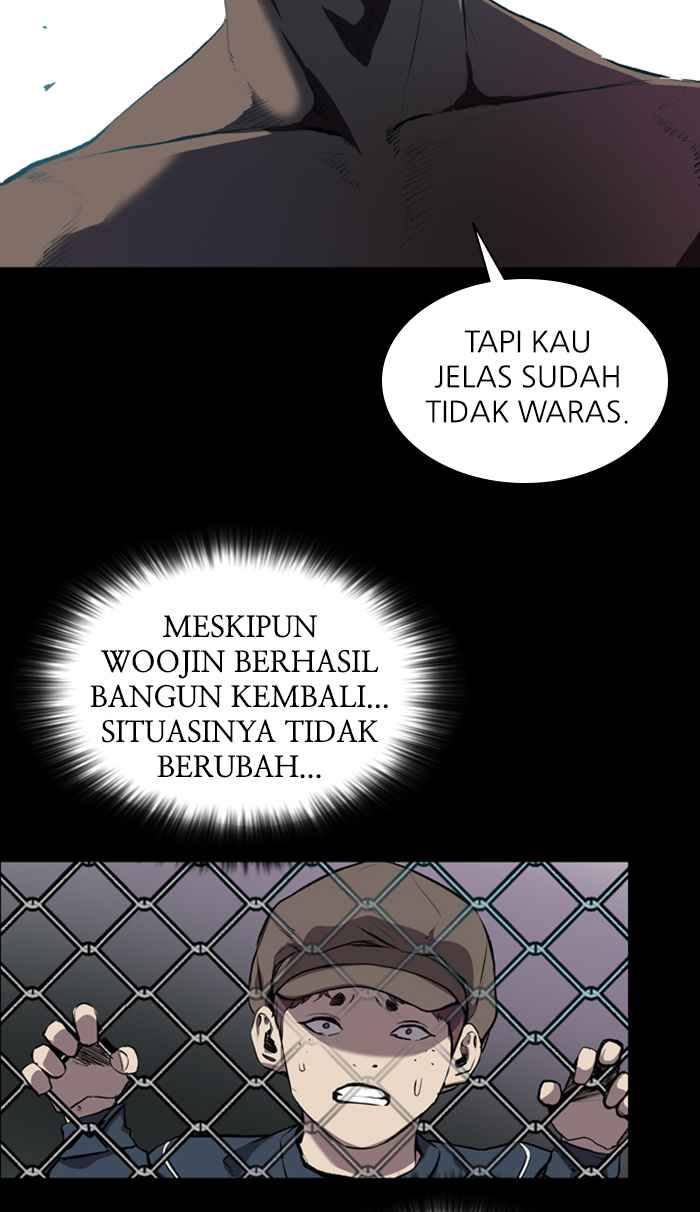 TAPI KAU
JELAS SUDAH
TIDAK WARAS.
MESKIPUN
WOOJIN BERHASIL
BANGUN KEMBALI...
SITUASINYA TIDAK
BERUBAH...